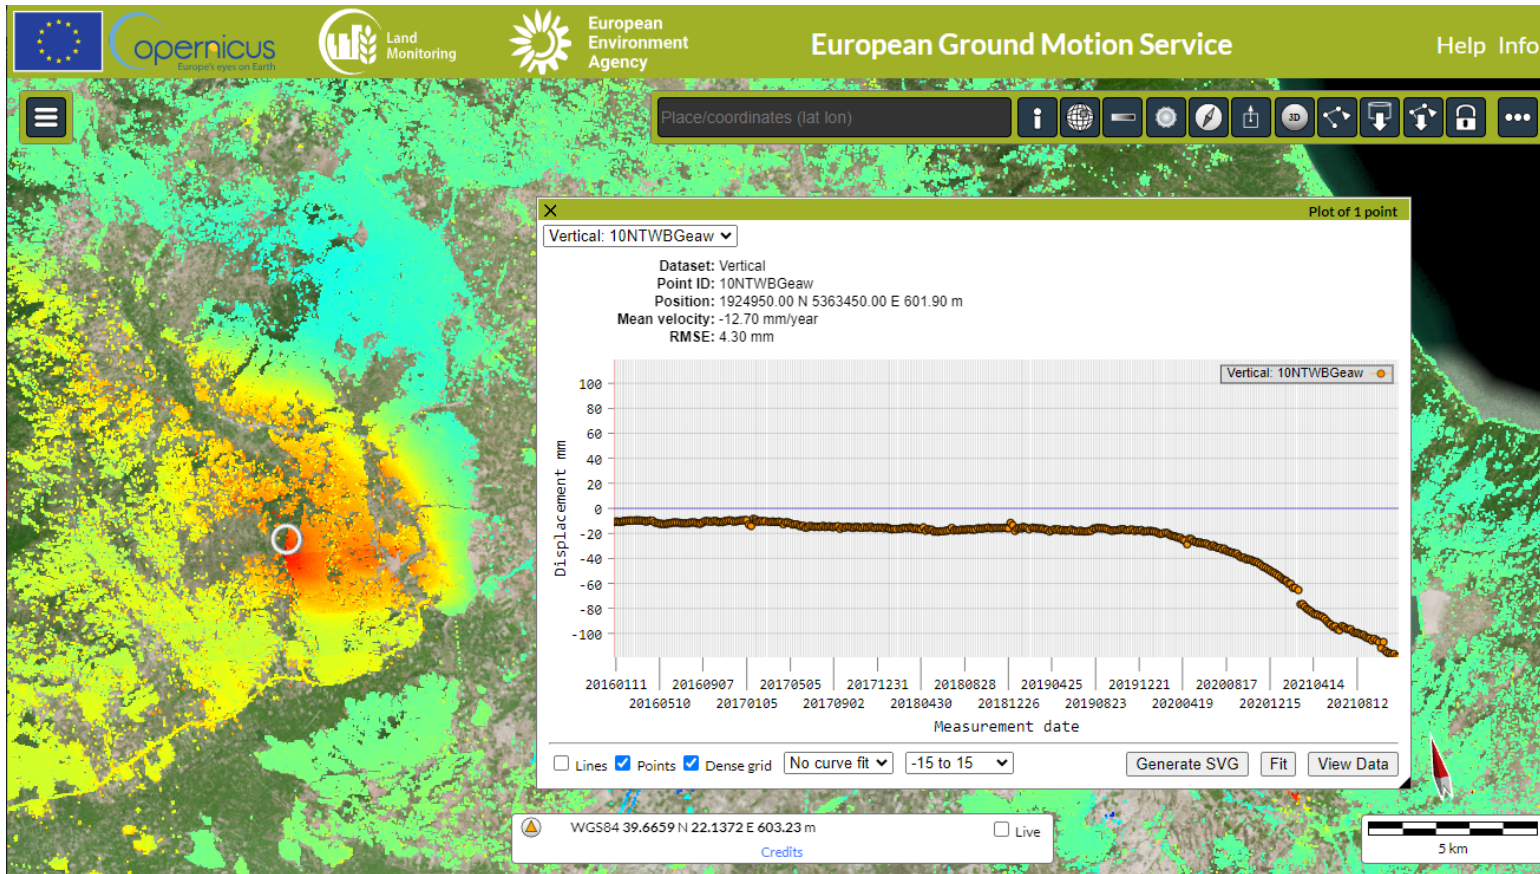 Copernicus
Europe's eyes on Earth
Land
Monitoring
European
Environment
Agency
European Ground Motion Service
Help Info
Place/coordinates (lat lon)
3D
Plot of 1 point
Vertical: 10NTWBGeaw
Dataset: Vertical
Point ID: 10NTWBGeaw
Position: 1924950.00 N 5363450.00 E 601.90 m
Mean velocity: -12.70 mm/year
RMSE: 4.30 mm
Vertical: 10NTWBGeaw
100
80
60
40
20
0
-20
-40
-60
-80
-100
Displacement mm
20160111 20160907 20170505 20171231 20180828 20190425 20191221 20200817 20210414
20160510 20170105 20170902 20180430 20181226 20190823 20200419 20201215 20210812
Measurement date
Lines Points Dense grid No curve fit -15 to 15 Generate SVG Fit View Data
WGS84 39.6659 N 22.1372 E 603.23 m Live
Credits
5 km